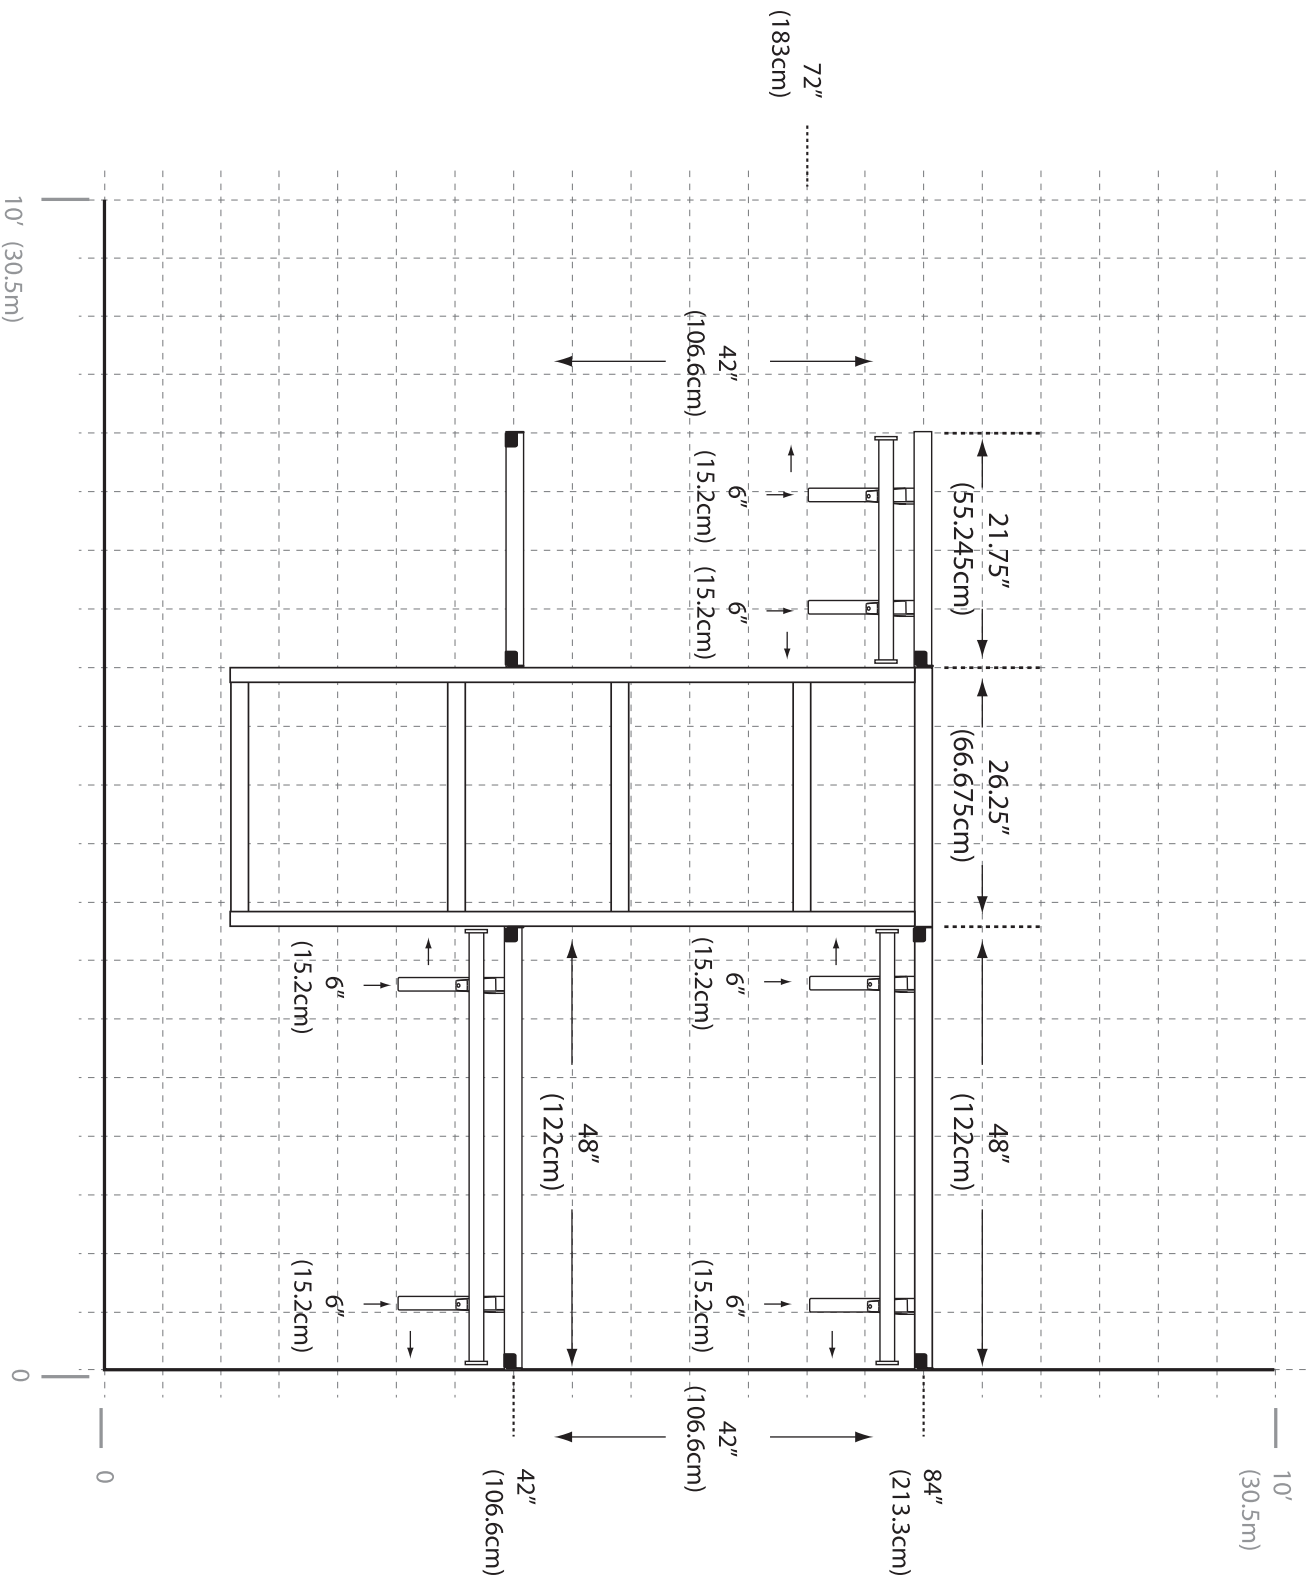 10’
(30.5m)
21.75”
(55.245cm)
26.25”
(66.675cm)
48”
(122cm)
84”
(213.3cm)
72”
(183cm)
42”
(106.6cm)
6”
(15.2cm)
6”
(15.2cm)
6”
(15.2cm)
6”
(15.2cm)
42”
(106.6cm)
48”
(122cm)
42”
(106.6cm)
6”
(15.2cm)
6”
(15.2cm)
0
10’ (30.5m)
0